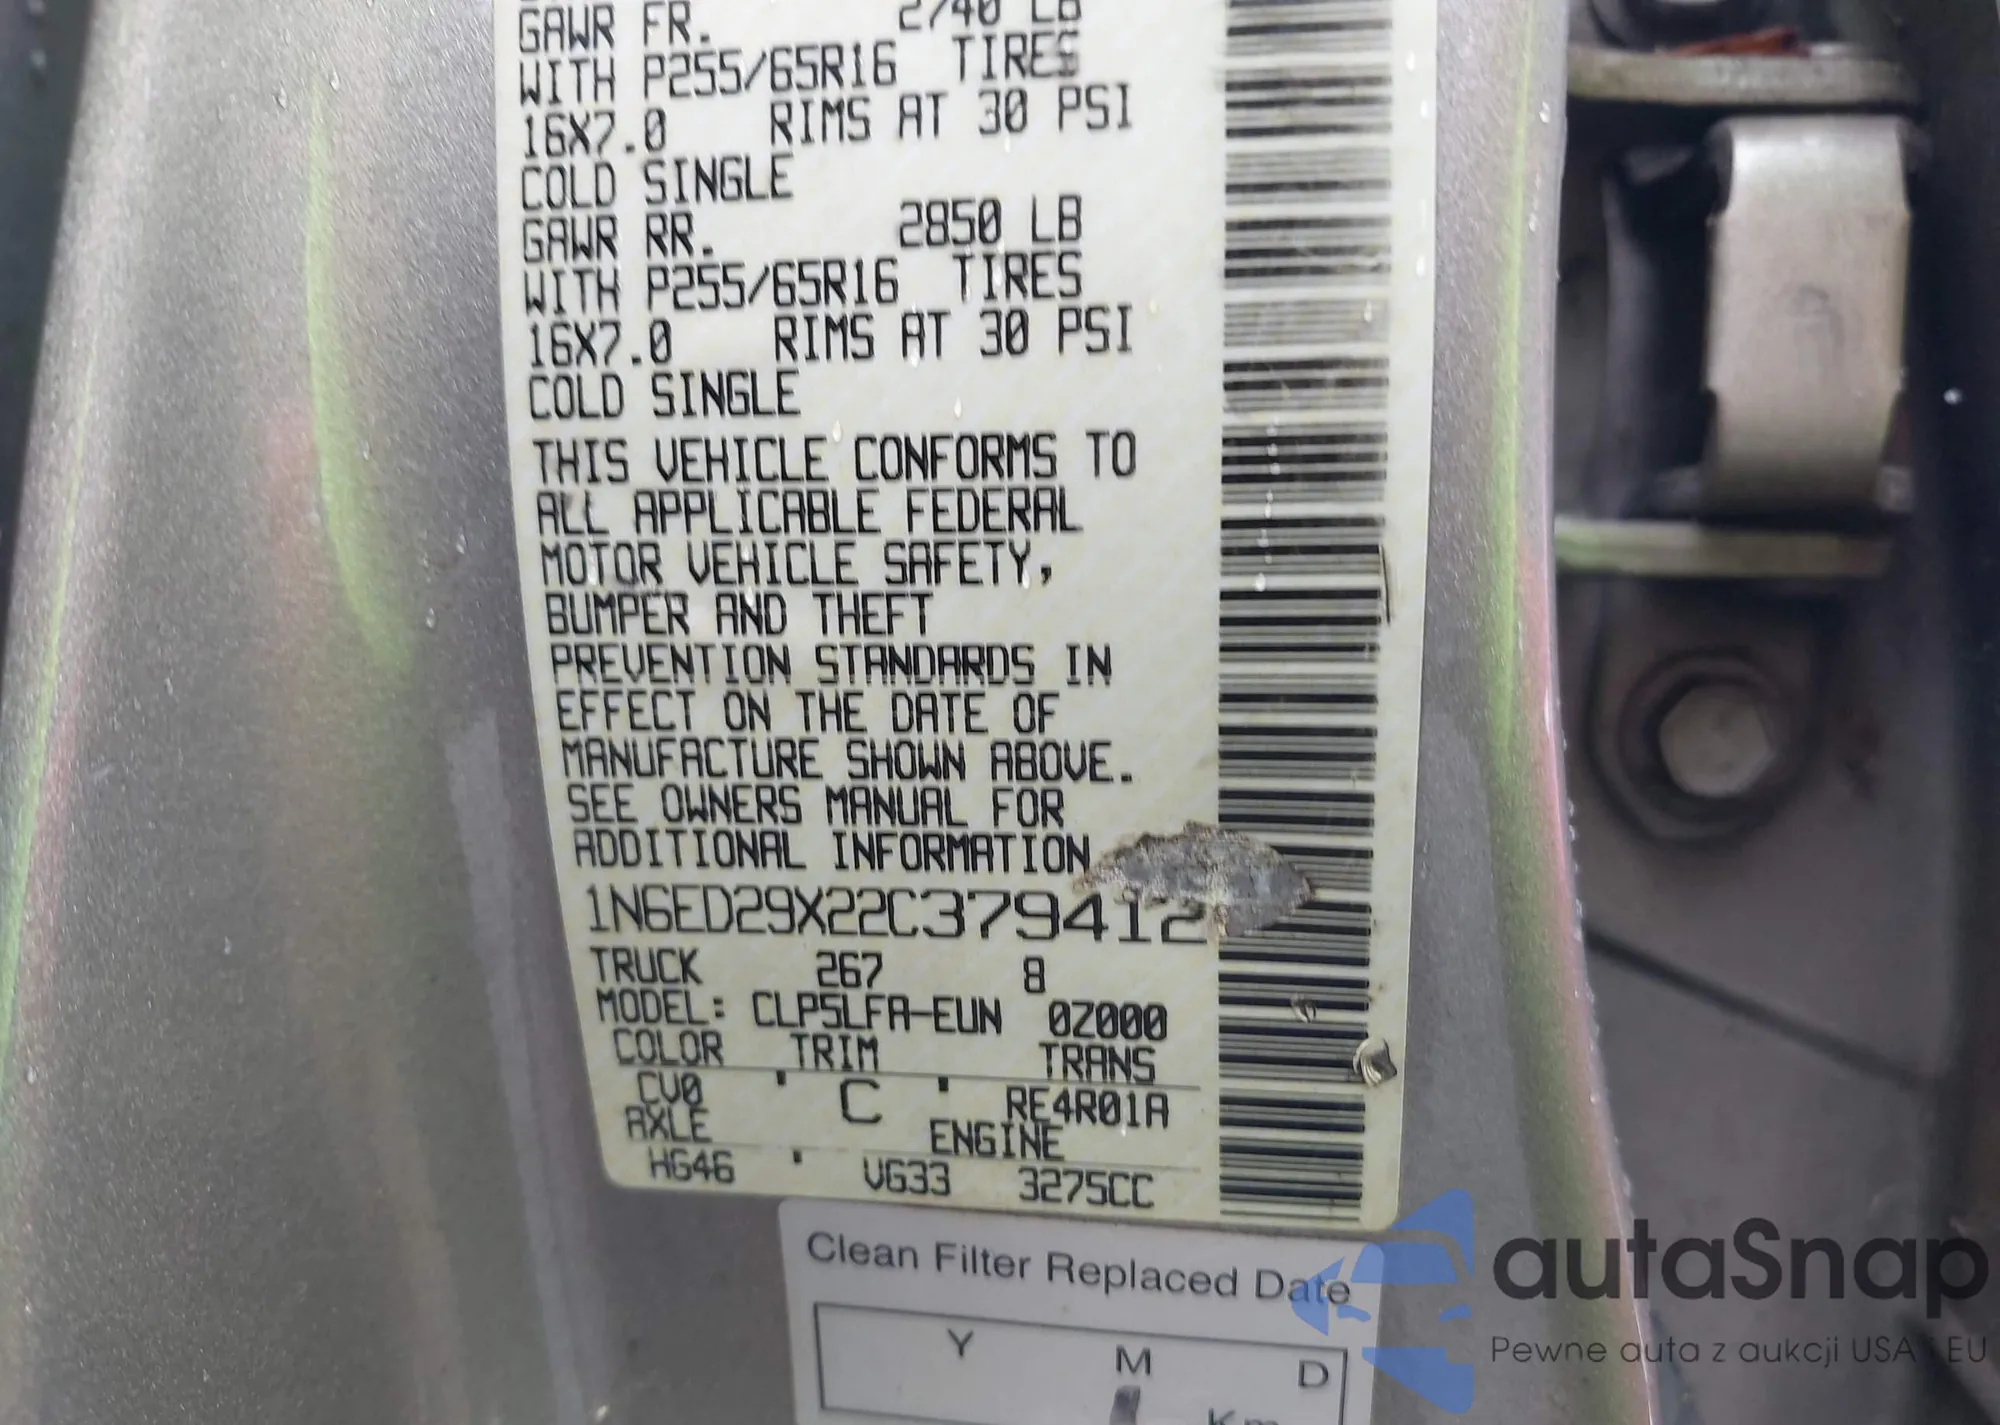 GAWR FR. 2740 LB
WITH P255/65R16 TIRES
16X7.0 RIMS AT 30 PSI
COLD SINGLE
GAWR RR. 2850 LB
WITH P255/65R16 TIRES
16X7.0 RIMS AT 30 PSI
COLD SINGLE
THIS VEHICLE CONFORMS TO
ALL APPLICABLE FEDERAL
MOTOR VEHICLE SAFETY,
BUMPER AND THEFT
PREVENTION STANDARDS IN
EFFECT ON THE DATE OF
MANUFACTURE SHOWN ABOVE.
SEE OWNERS MANUAL FOR
ADDITIONAL INFORMATION
1N6ED29X22C379412
TRUCK 267 8
MODEL: CLP5LFA-EUN 0Z000
COLOR TRIM TRANS
CV0 ' C ' RE4R01A
AXLE ENGINE
HG46 ' VG33 3275CC
Clean Filter Replaced Date
Y M D
Km
autaSnap
Pewne auta z aukcji USA i EU